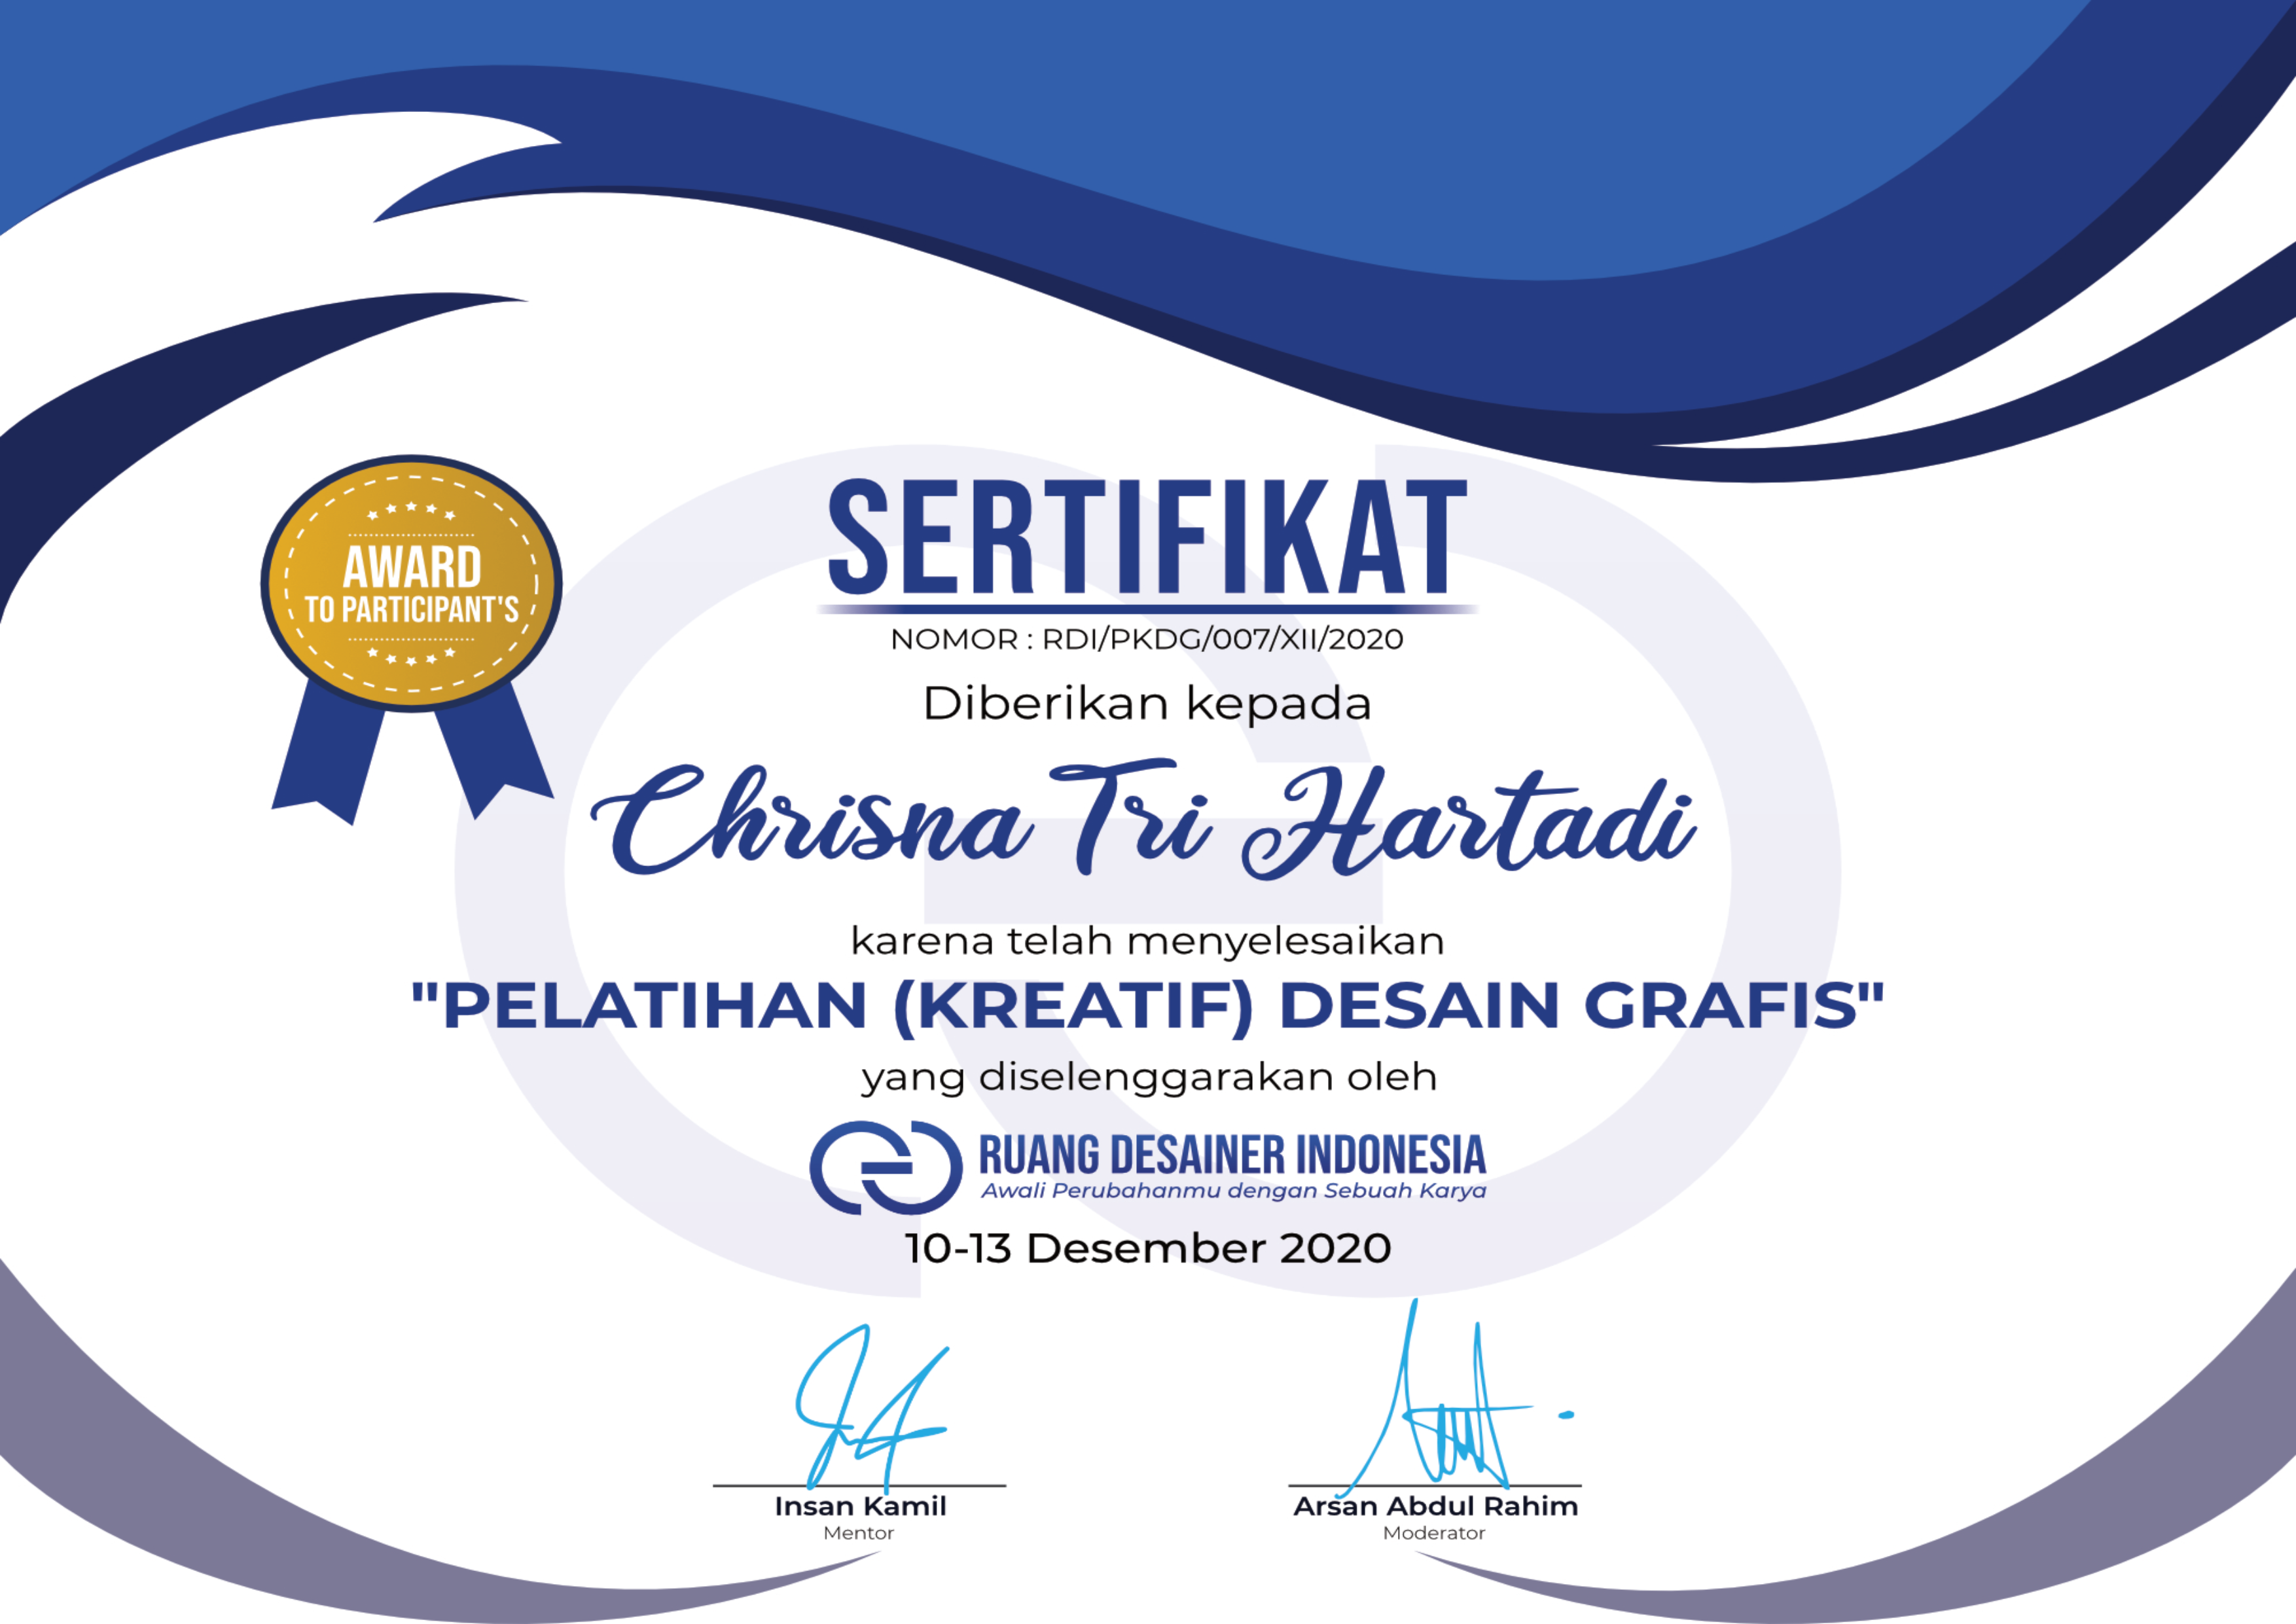 SERTIFIKAT
NOMOR : RDI/PKDG/007/XII/2020
AWARD
TO PARTICIPANT'S
Diberikan kepada
Chrisna Tri Hartadi
karena telah menyelesaikan
"PELATIHAN (KREATIF) DESAIN GRAFIS"
yang diselenggarakan oleh
RUANG DESAINER INDONESIA
Awali Perubahanmu dengan Sebuah Karya
10-13 Desember 2020
Insan Kamil
Mentor
Arsan Abdul Rahim
Moderator